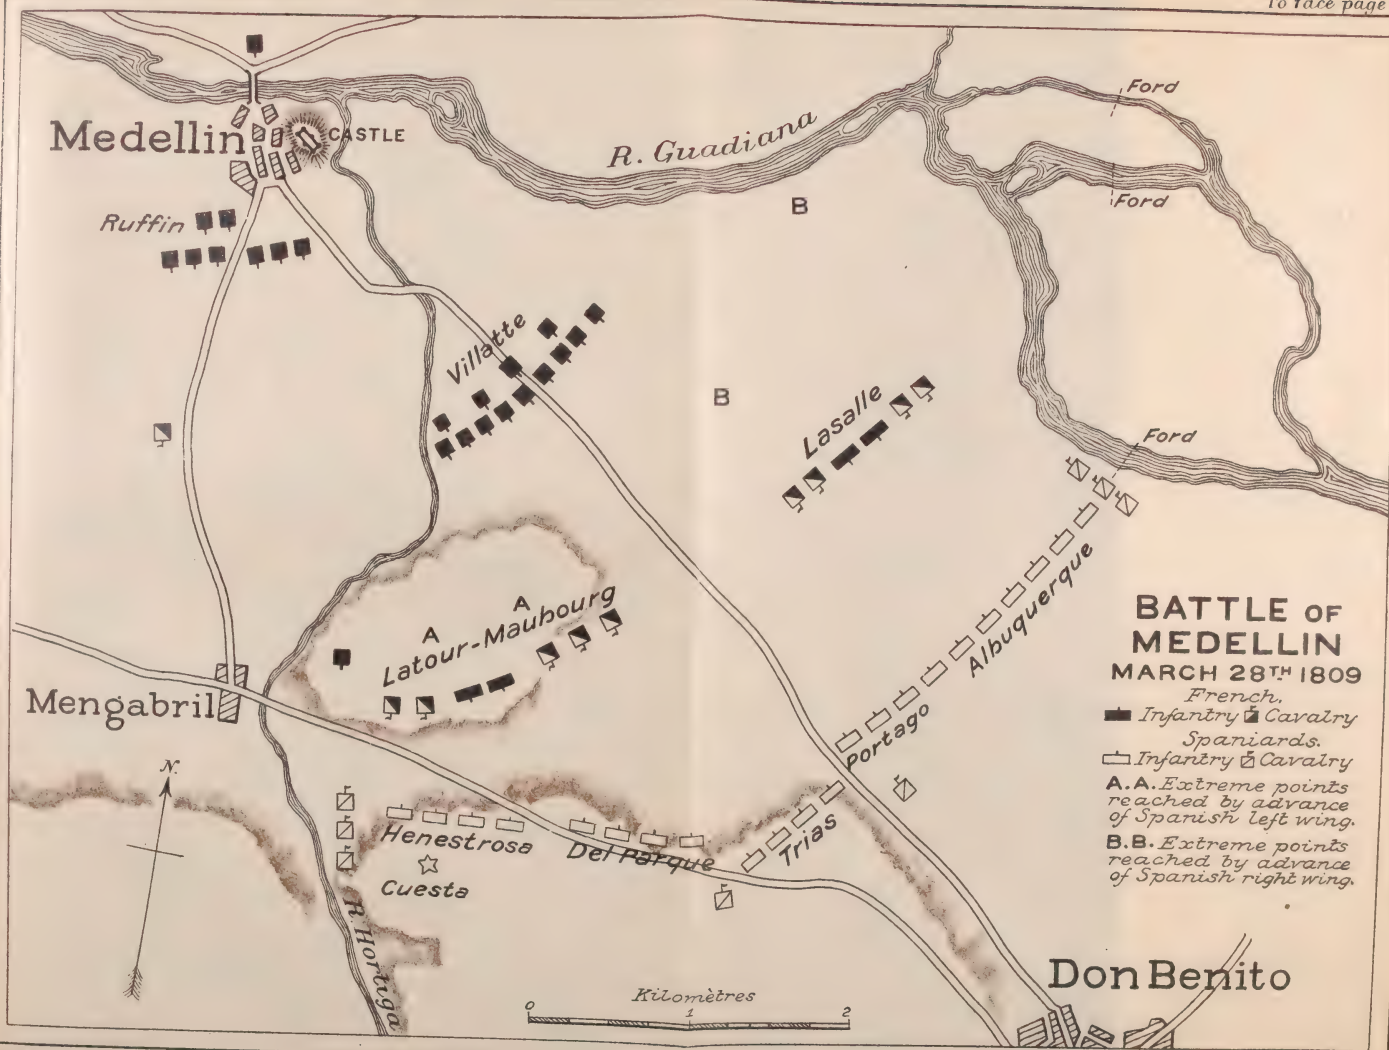 To face page
Ford
Medellin
CASTLE
R. Guadiana
Ford
Ruffin
B
Villatte
B
Lasalle
Ford
A
A
Latour-Maubourg
Albuquerque
Mengabril
Portago
N.
Henestrosa
Del Parque
Trias
Cuesta
R. Hortiga
Don Benito
Kilomètres
0 1 2
BATTLE OF
MEDELLIN
MARCH 28TH 1809
French.
Infantry Cavalry
Spaniards.
Infantry Cavalry
A.A. Extreme points
reached by advance
of Spanish left wing.
B.B. Extreme points
reached by advance
of Spanish right wing.